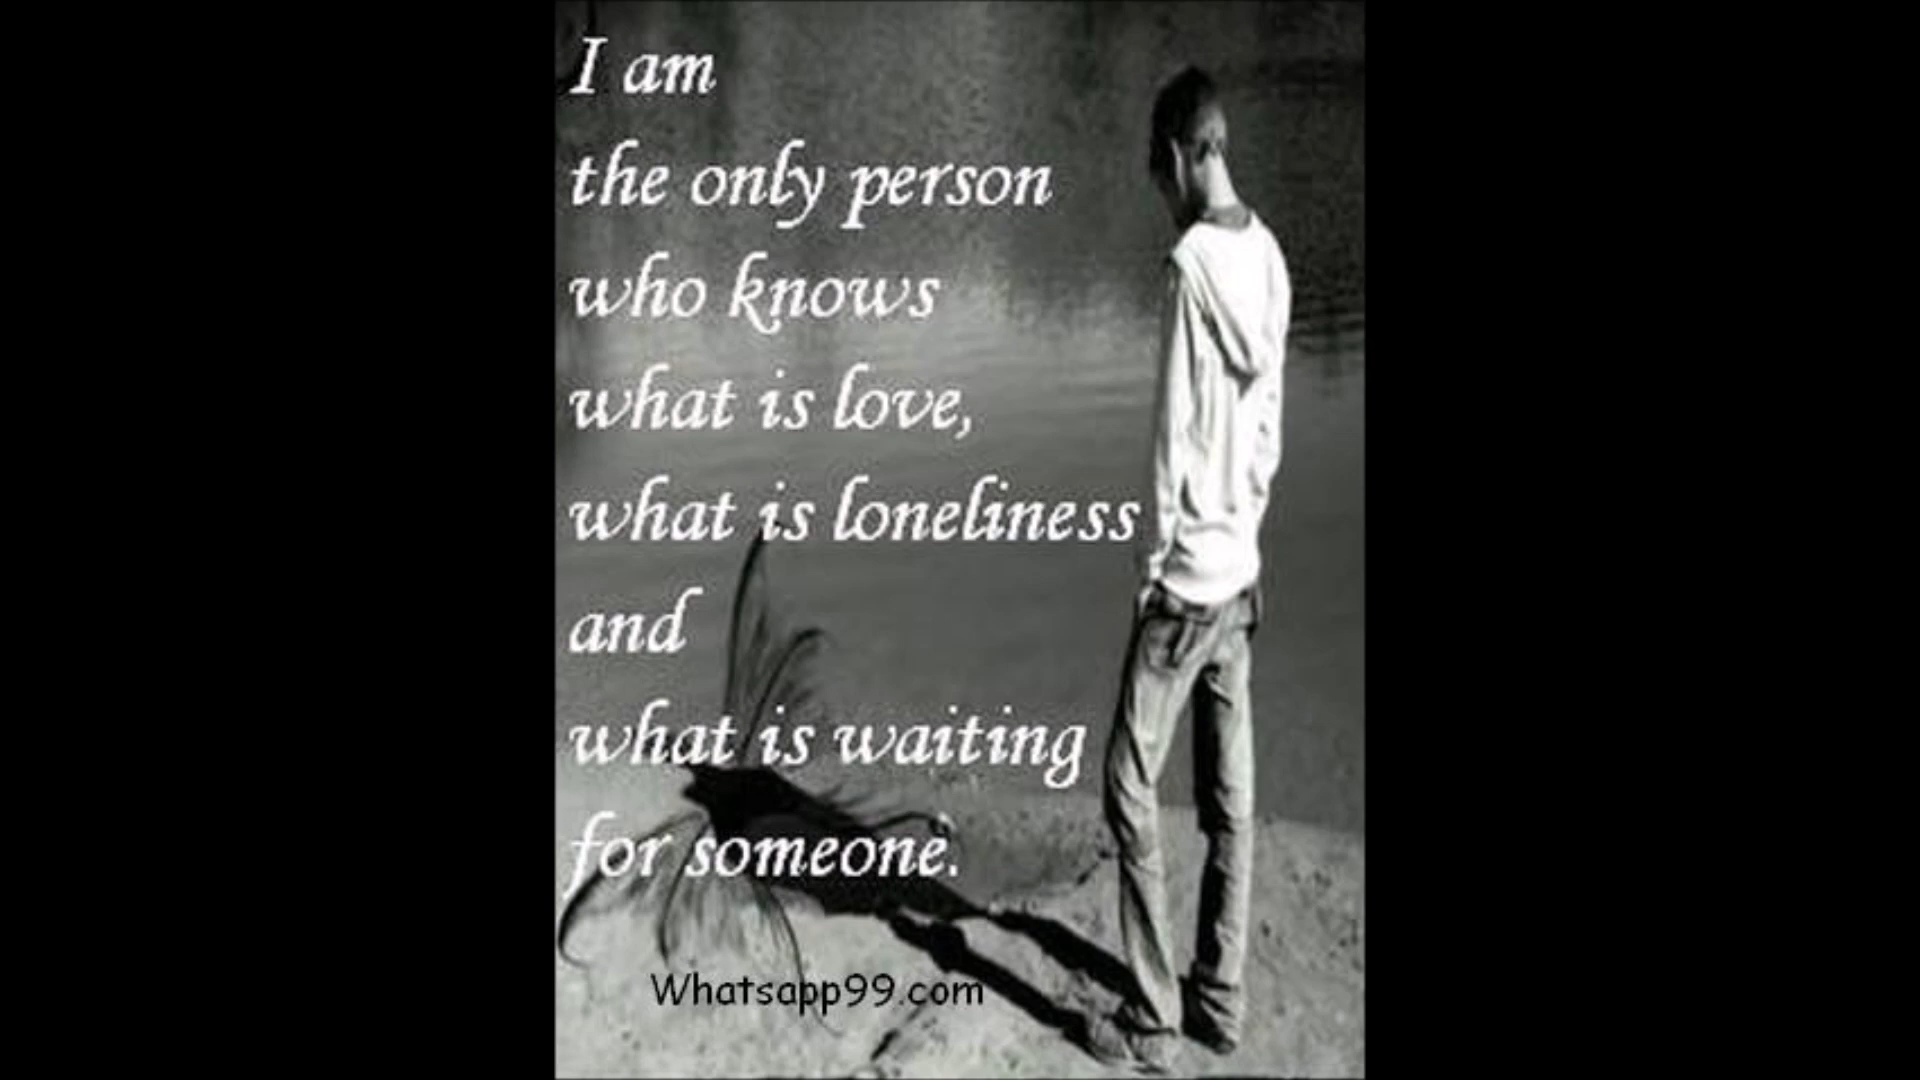 I am
the only person
who knows
what is love,
what is loneliness
and
what is waiting
for someone.
Whatsapp99.com